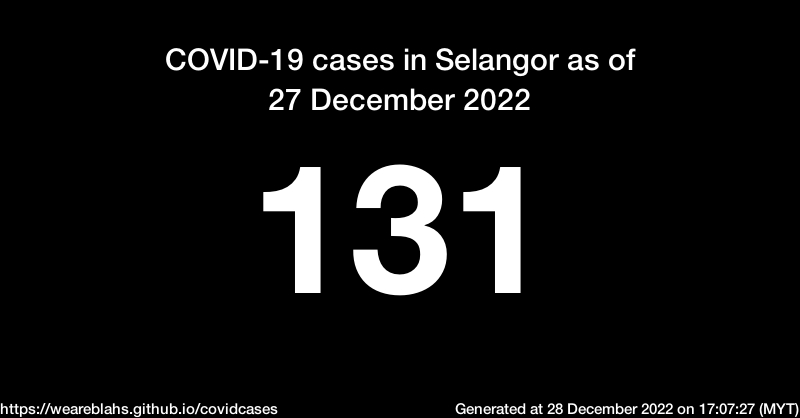 COVID-19 cases in Selangor as of
27 December 2022
131
https://weareblahs.github.io/covidcases
Generated at 28 December 2022 on 17:07:27 (MYT)